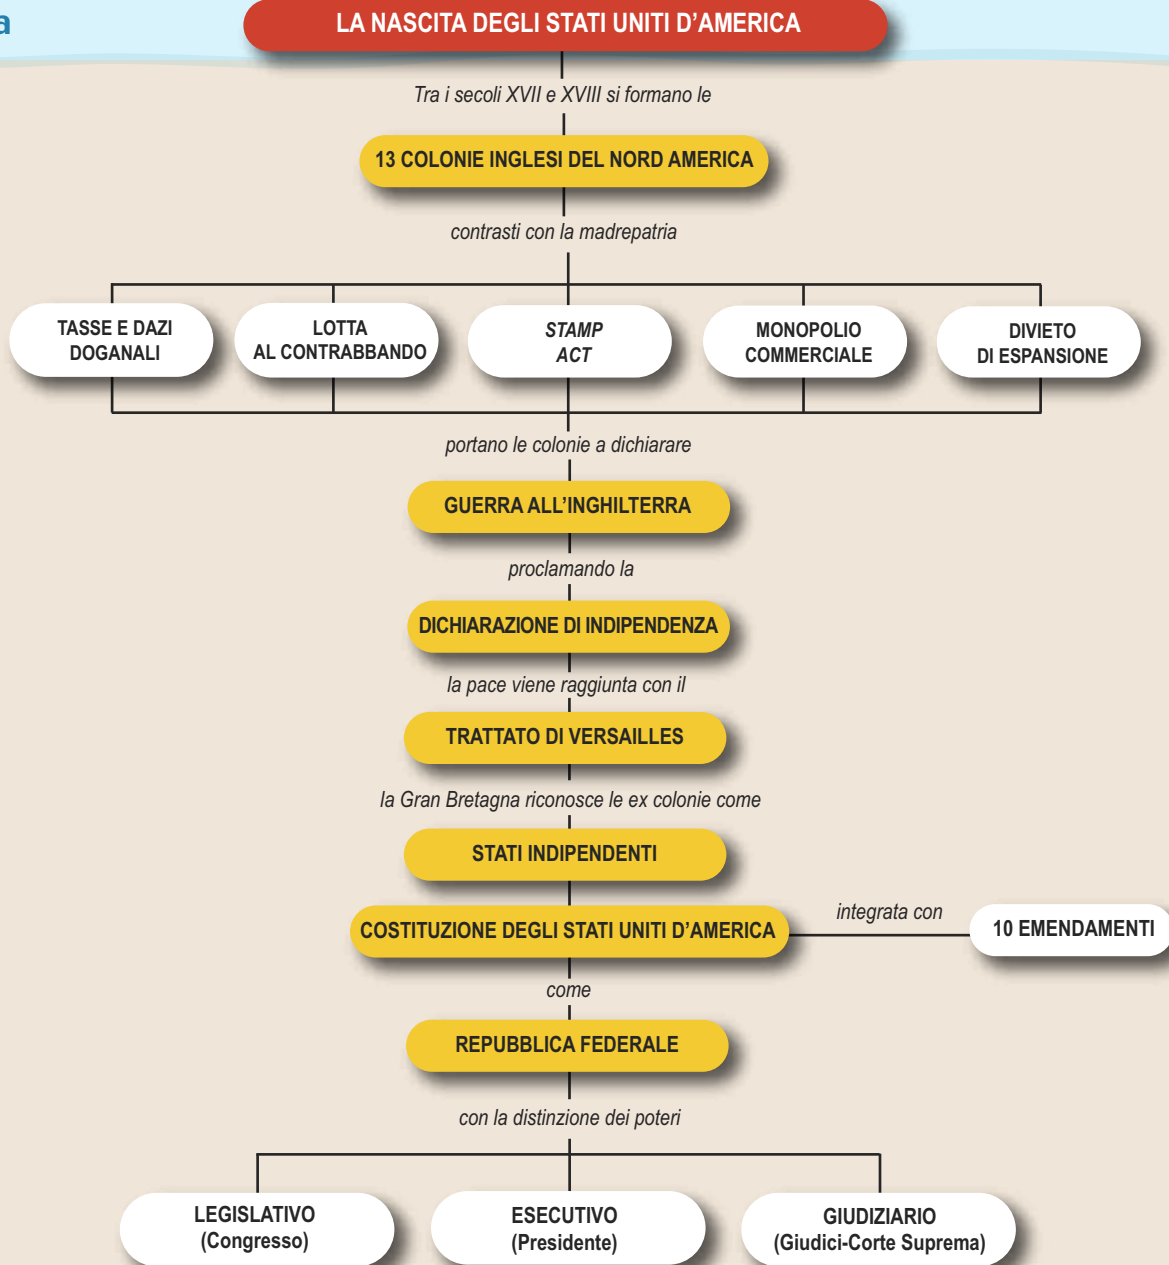 a
LA NASCITA DEGLI STATI UNITI D’AMERICA
Tra i secoli XVII e XVIII si formano le
13 COLONIE INGLESI DEL NORD AMERICA
contrasti con la madrepatria
TASSE E DAZI
DOGANALI
LOTTA
AL CONTRABBANDO
STAMP
ACT
MONOPOLIO
COMMERCIALE
DIVIETO
DI ESPANSIONE
portano le colonie a dichiarare
GUERRA ALL’INGHILTERRA
proclamando la
DICHIARAZIONE DI INDIPENDENZA
la pace viene raggiunta con il
TRATTATO DI VERSAILLES
la Gran Bretagna riconosce le ex colonie come
STATI INDIPENDENTI
COSTITUZIONE DEGLI STATI UNITI D’AMERICA
integrata con
10 EMENDAMENTI
come
REPUBBLICA FEDERALE
con la distinzione dei poteri
LEGISLATIVO
(Congresso)
ESECUTIVO
(Presidente)
GIUDIZIARIO
(Giudici-Corte Suprema)